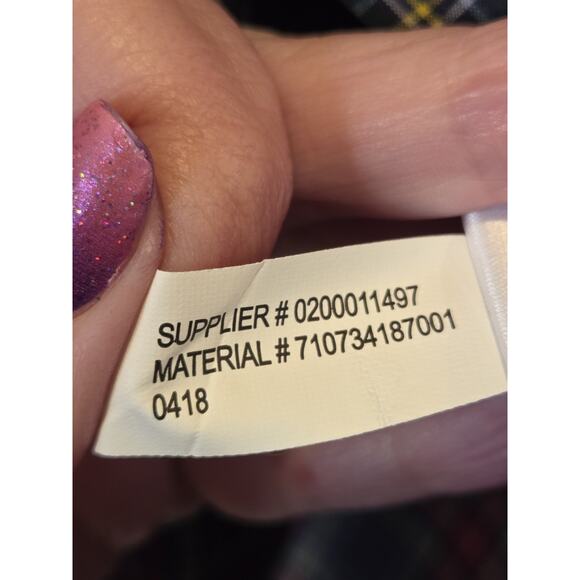 SUPPLIER # 0200011497
MATERIAL # 710734187001
0418